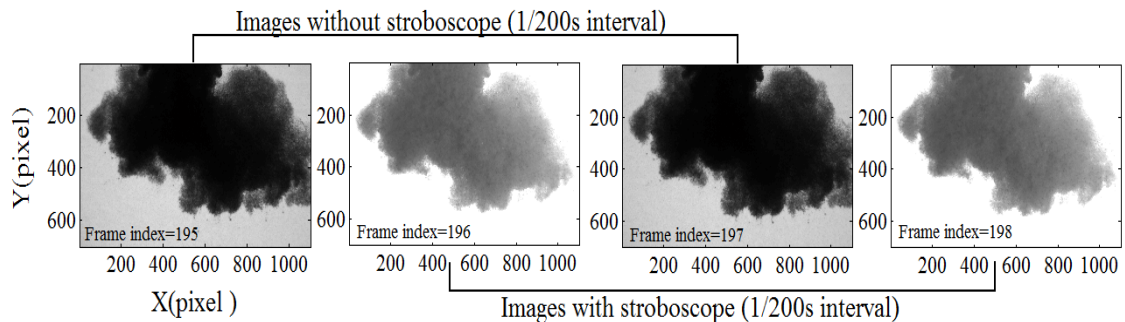 Images without stroboscope (1/200s interval)
Y(pixel)
200
400
600
Frame index=195
200 400 600 800 1000
200
400
600
Frame index=196
200 400 600 800 1000
200
400
600
Frame index=197
200 400 600 800 1000
200
400
600
Frame index=198
200 400 600 800 1000
X(pixel )
Images with stroboscope (1/200s interval)